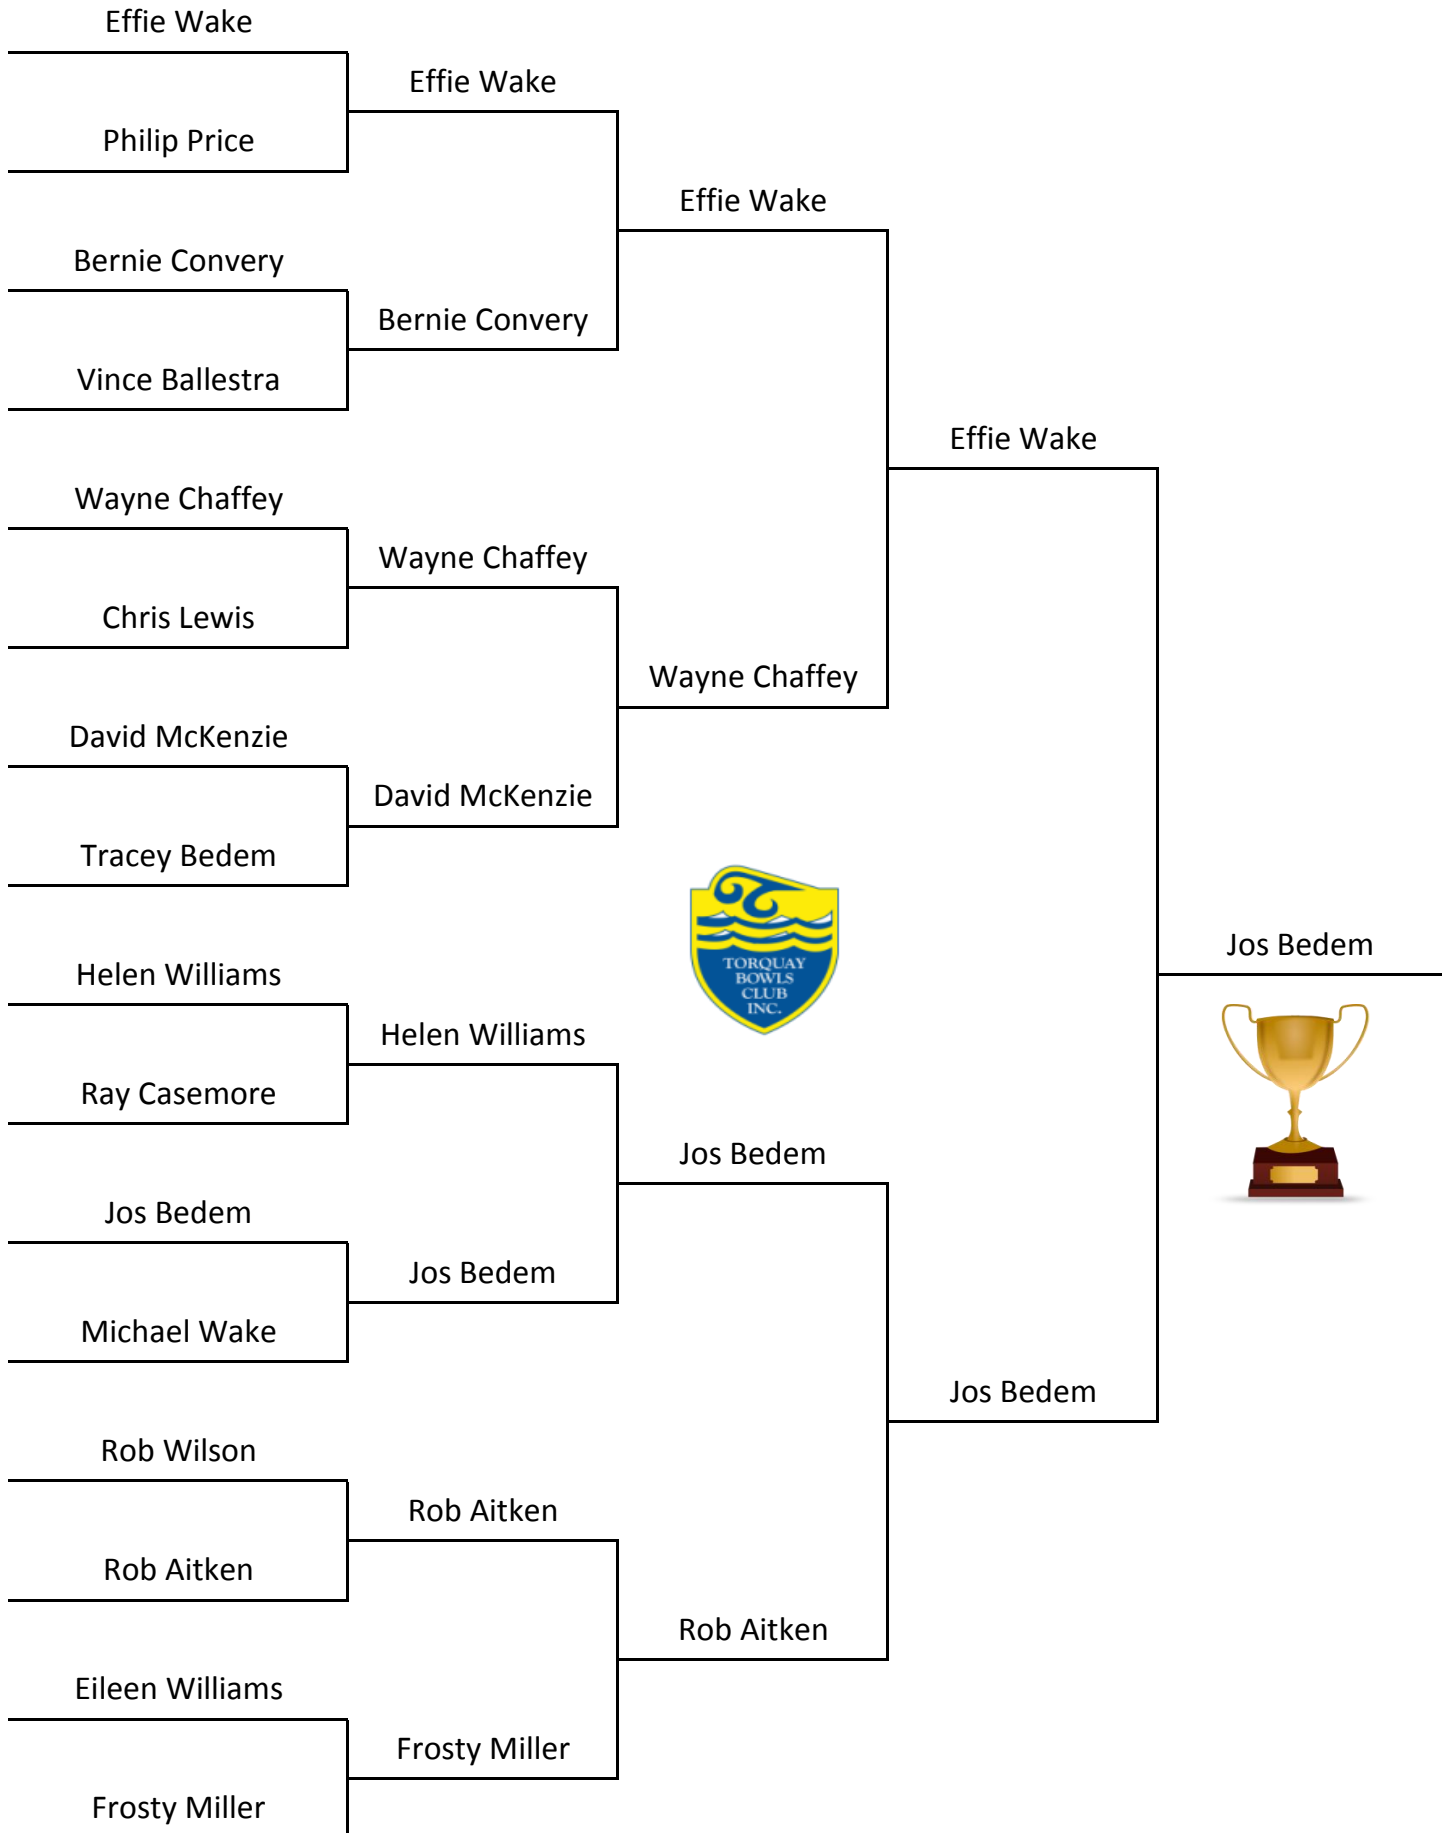 Effie Wake
Philip Price
Bernie Convery
Vince Ballestra
Wayne Chaffey
Chris Lewis
David McKenzie
Tracey Bedem
Helen Williams
Ray Casemore
Jos Bedem
Michael Wake
Rob Wilson
Rob Aitken
Eileen Williams
Frosty Miller
Effie Wake
Bernie Convery
Wayne Chaffey
David McKenzie
Helen Williams
Jos Bedem
Rob Aitken
Frosty Miller
Effie Wake
Wayne Chaffey
TORQUAY
BOWLS
CLUB
INC.
Jos Bedem
Rob Aitken
Effie Wake
Jos Bedem
Jos Bedem